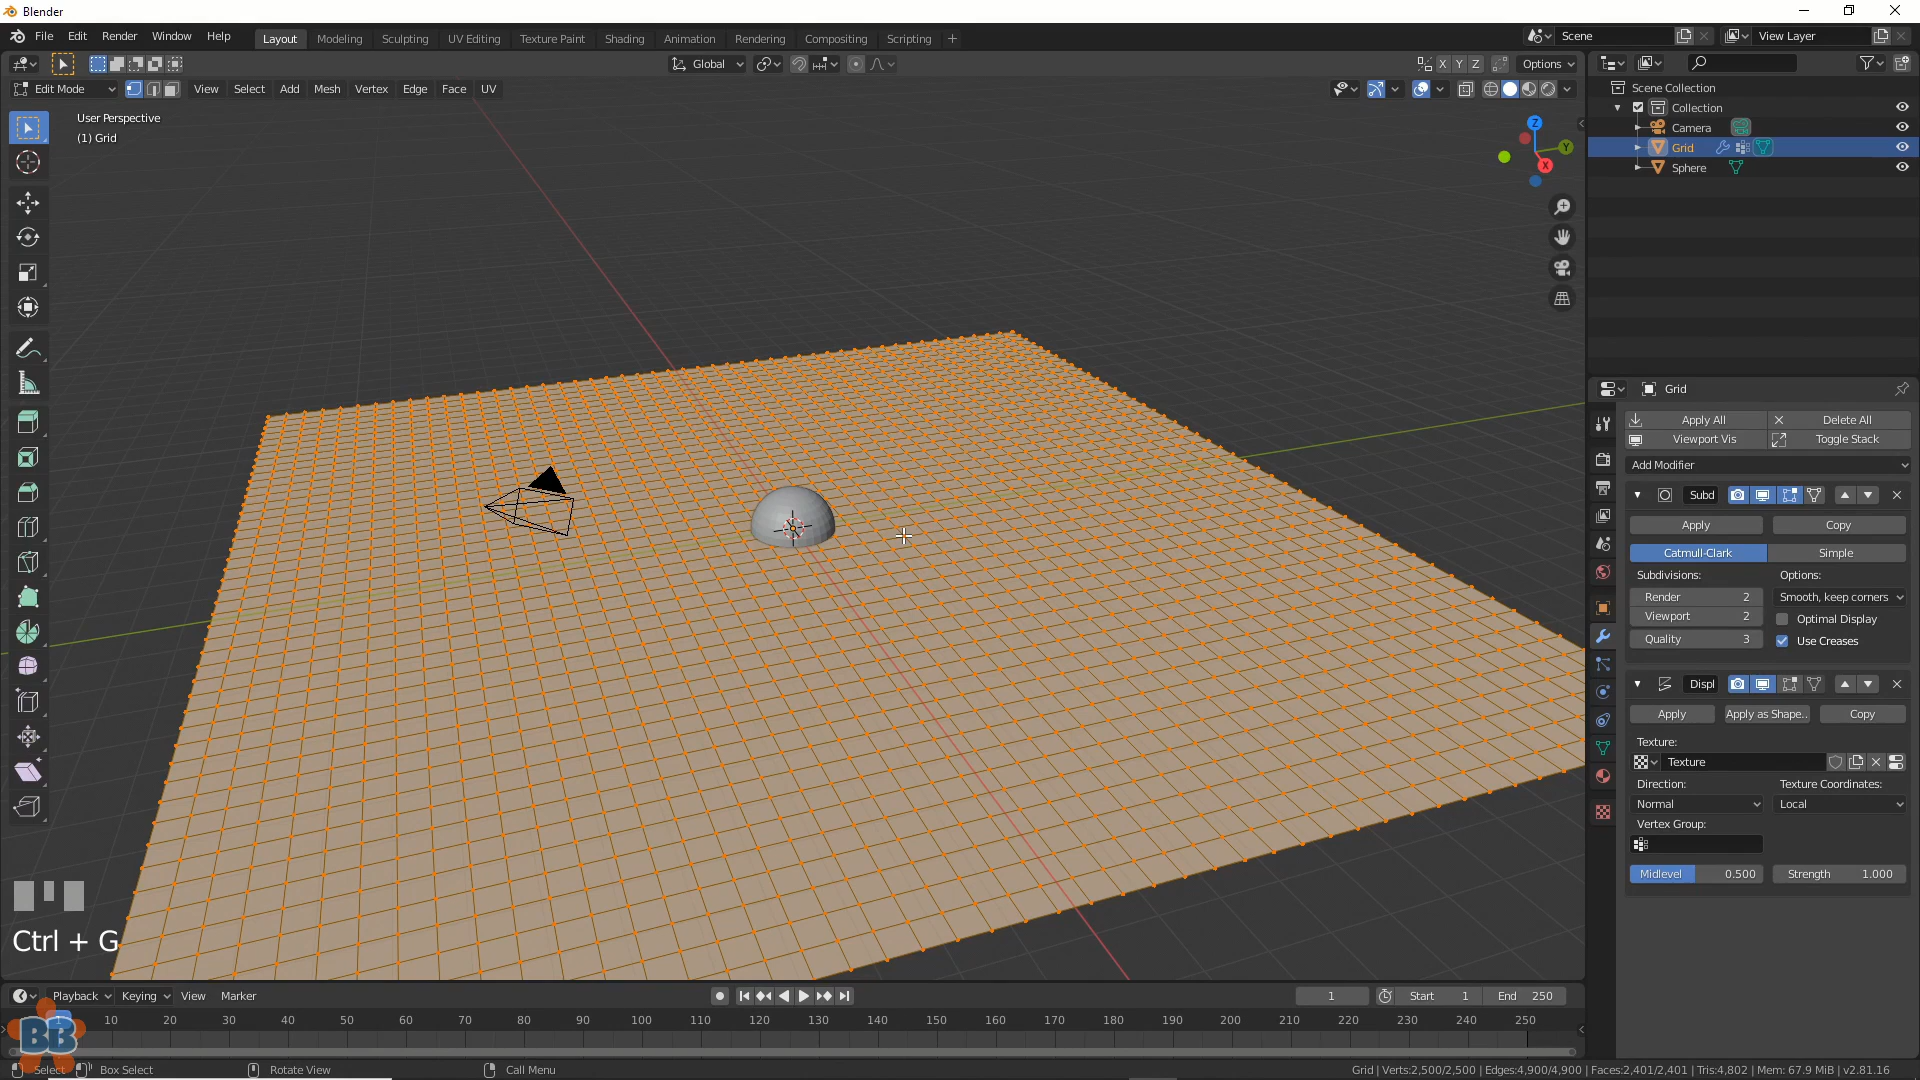 Blender
File Edit Render Window Help
Layout Modeling Sculpting UV Editing Texture Paint Shading Animation Rendering Compositing Scripting +
Scene
View Layer
Global
X Y Z
Options
Edit Mode
View Select Add Mesh Vertex Edge Face UV
User Perspective
(1) Grid
Z
Y
X
Scene Collection
Collection
Camera
Grid
Sphere
Grid
Apply All
Delete All
Viewport Vis
Toggle Stack
Add Modifier
Subd
Apply
Copy
Catmull-Clark
Simple
Subdivisions:
Options:
Render 2
Smooth, keep corners
Viewport 2
Optimal Display
Quality 3
Use Creases
Displ
Apply
Apply as Shape..
Copy
Texture:
Texture
Direction:
Texture Coordinates:
Normal
Local
Vertex Group:
Midlevel 0.500
Strength 1.000
Ctrl + G
Playback Keying View Marker
1
Start 1
End 250
1 10 20 30 40 50 60 70 80 90 100 110 120 130 140 150 160 170 180 190 200 210 220 230 240 250
BB
Select
Box Select
Rotate View
Call Menu
Grid | Verts:2,500/2,500 | Edges:4,900/4,900 | Faces:2,401/2,401 | Tris:4,802 | Mem: 67.9 MiB | v2.81.16